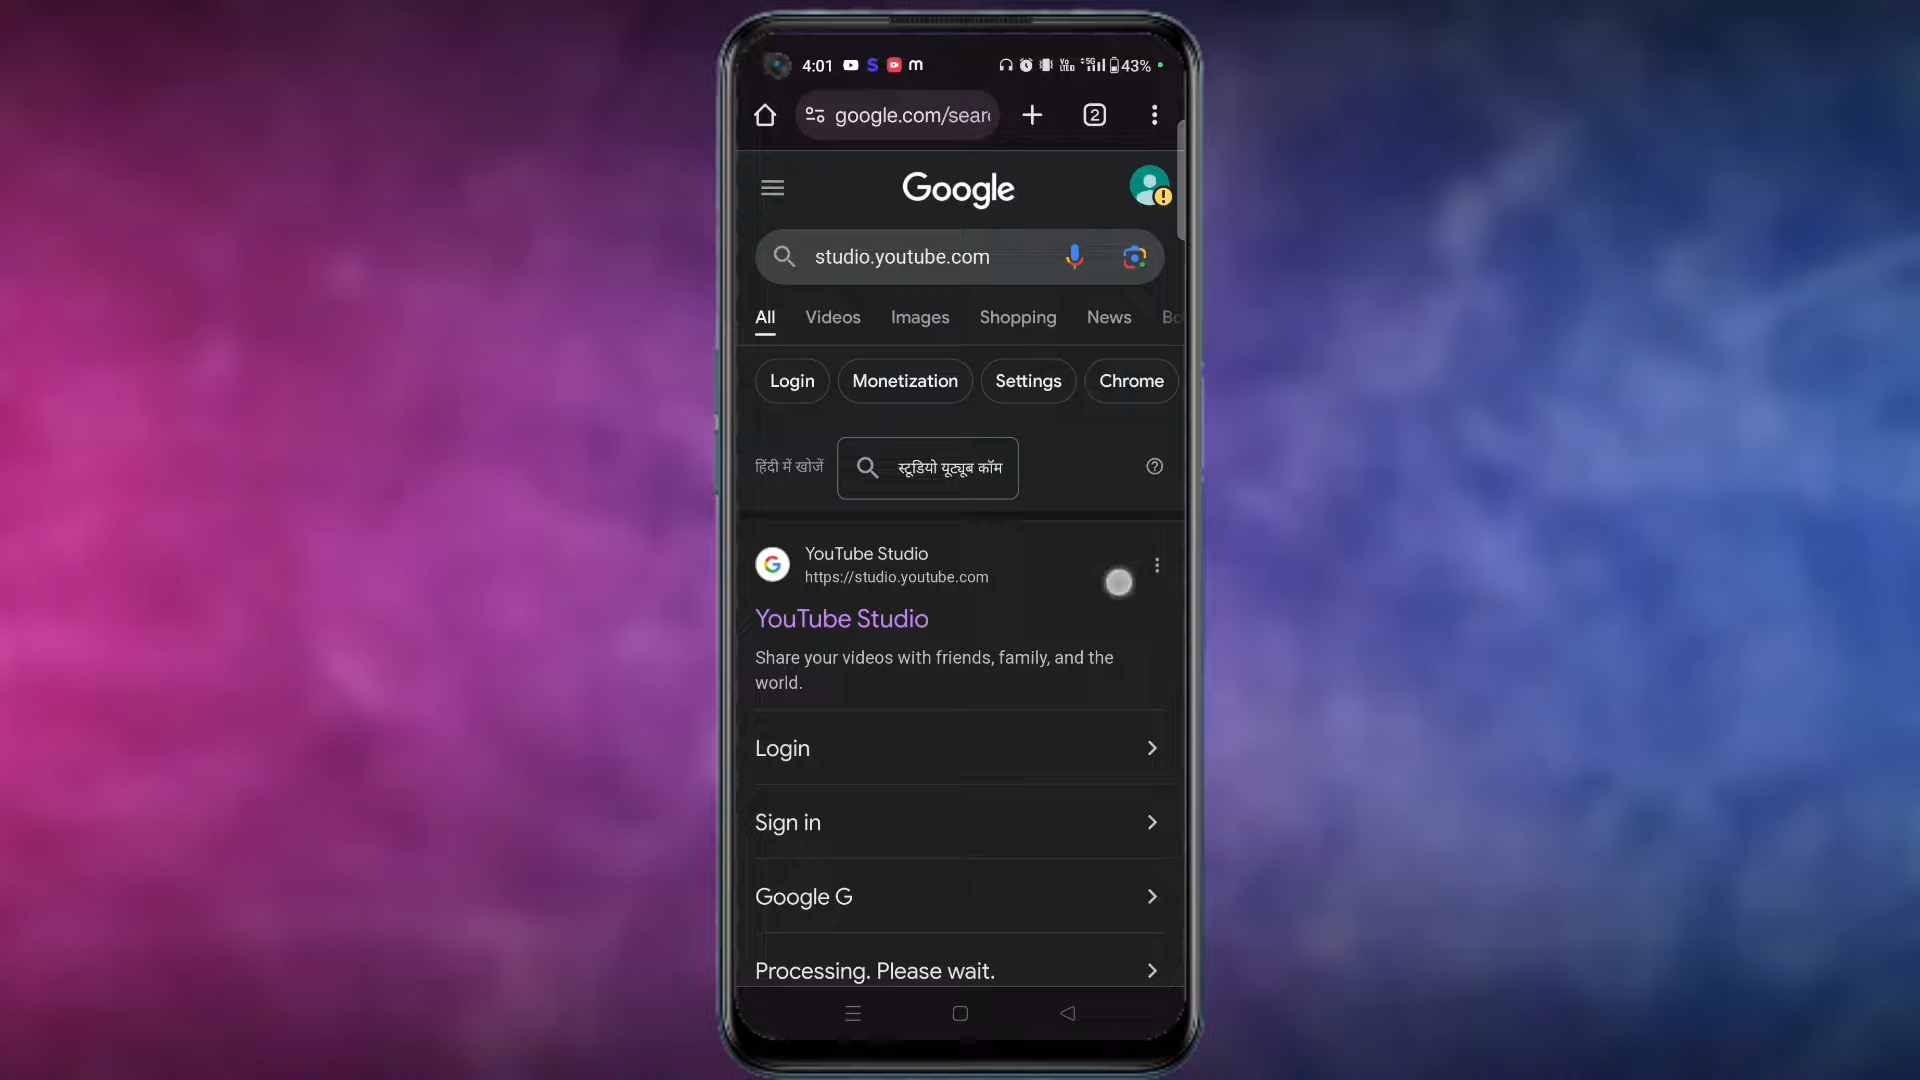 4:01 S m 43%
google.com/sear
2
Google
studio.youtube.com
All Videos Images Shopping News Bo
Login Monetization Settings Chrome
हिंदी में खोजें स्टूडियो यूट्यूब कॉम
YouTube Studio
https://studio.youtube.com
YouTube Studio
Share your videos with friends, family, and the
world.
Login
Sign in
Google G
Processing. Please wait.